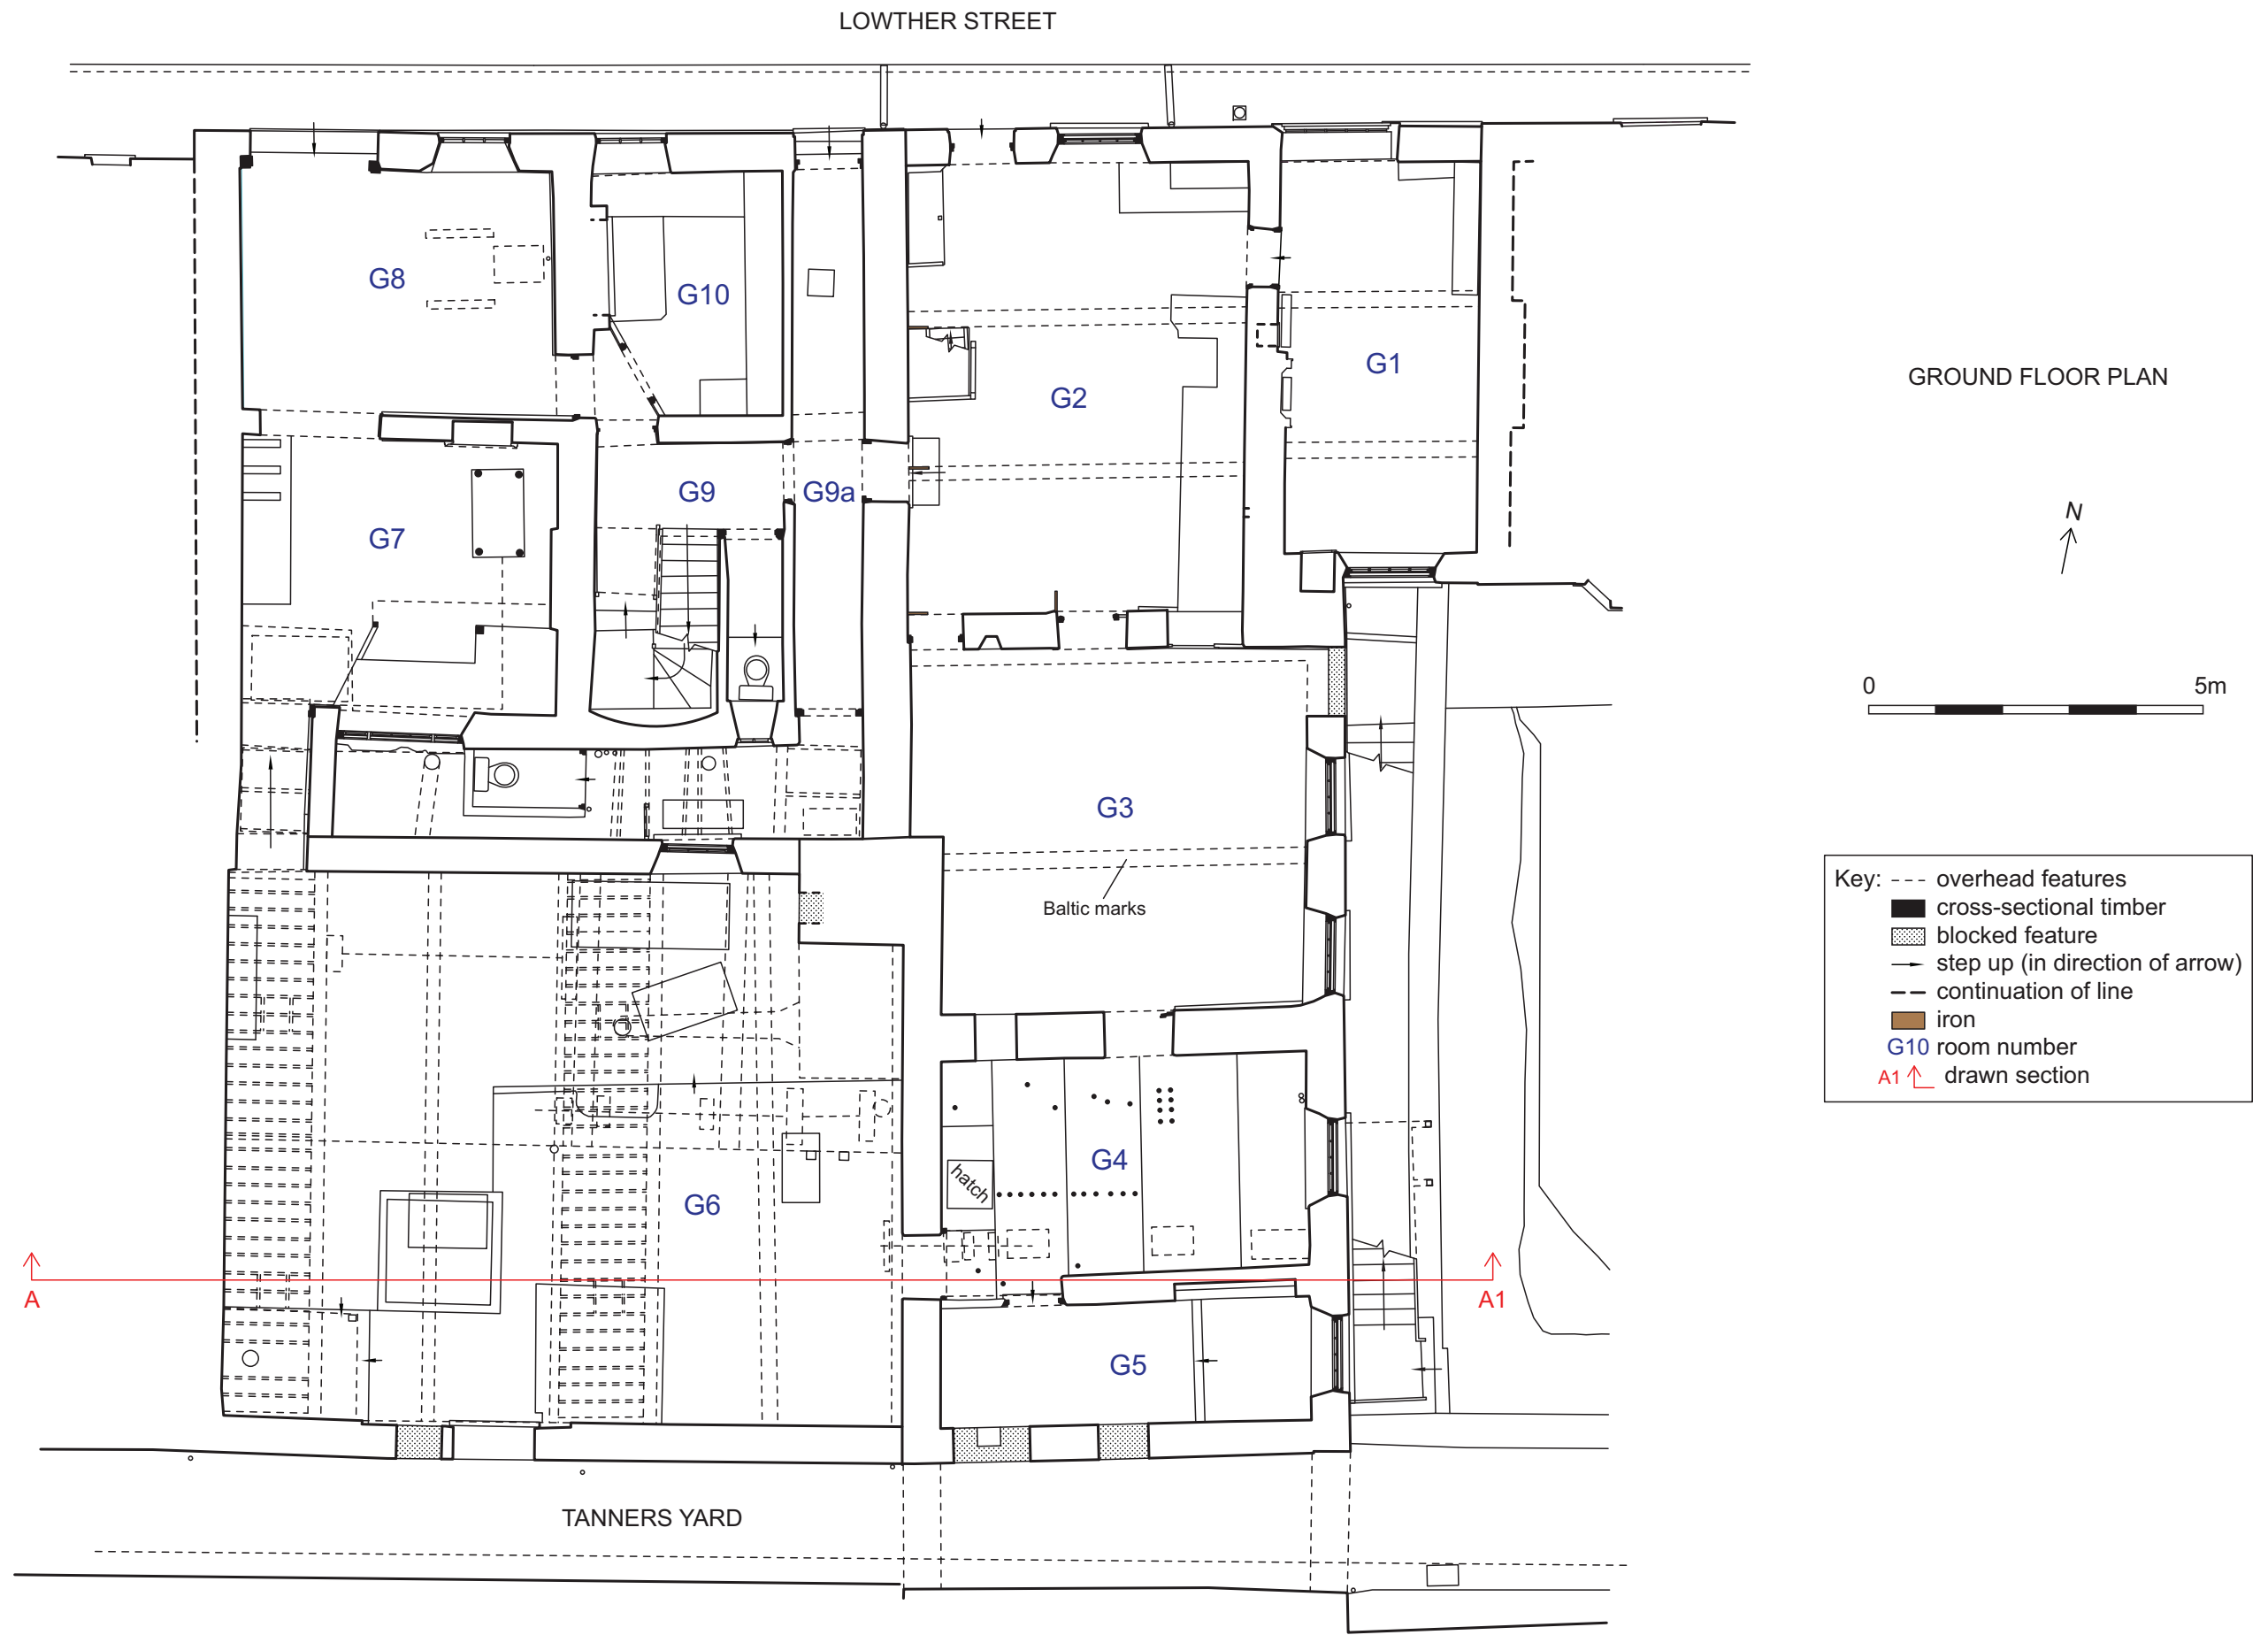 LOWTHER STREET
G8
G10
G2
G1
GROUND FLOOR PLAN
G9
G9a
G7
N
0 5m
G3
Baltic marks
Key:
overhead features
cross-sectional timber
blocked feature
step up (in direction of arrow)
continuation of line
iron
G10 room number
A1 drawn section
G4
hatch
G6
A
A1
G5
TANNERS YARD